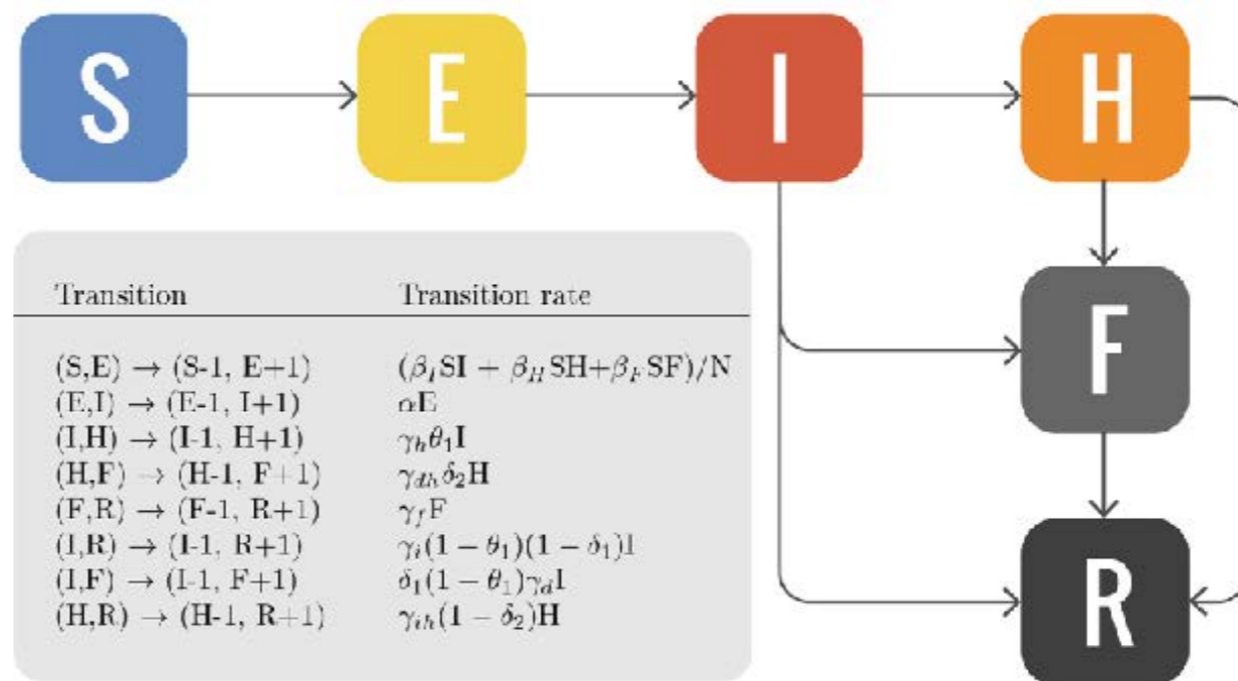 S E I H
F
R
Transition Transition rate
(S,E) → (S-1, E+1) (β_I SI + β_H SH+β_F SF)/N
(E,I) → (E-1, I+1) αE
(I,H) → (I-1, H+1) γ_h θ_1 I
(H,F) → (H-1, F+1) γ_dh δ_2 H
(F,R) → (F-1, R+1) γ_f F
(I,R) → (I-1, R+1) γ_i (1 − θ_1)(1 − δ_1)I
(I,F) → (I-1, F+1) δ_1 (1 − θ_1)γ_d I
(H,R) → (H-1, R+1) γ_ih (1 − δ_2)H